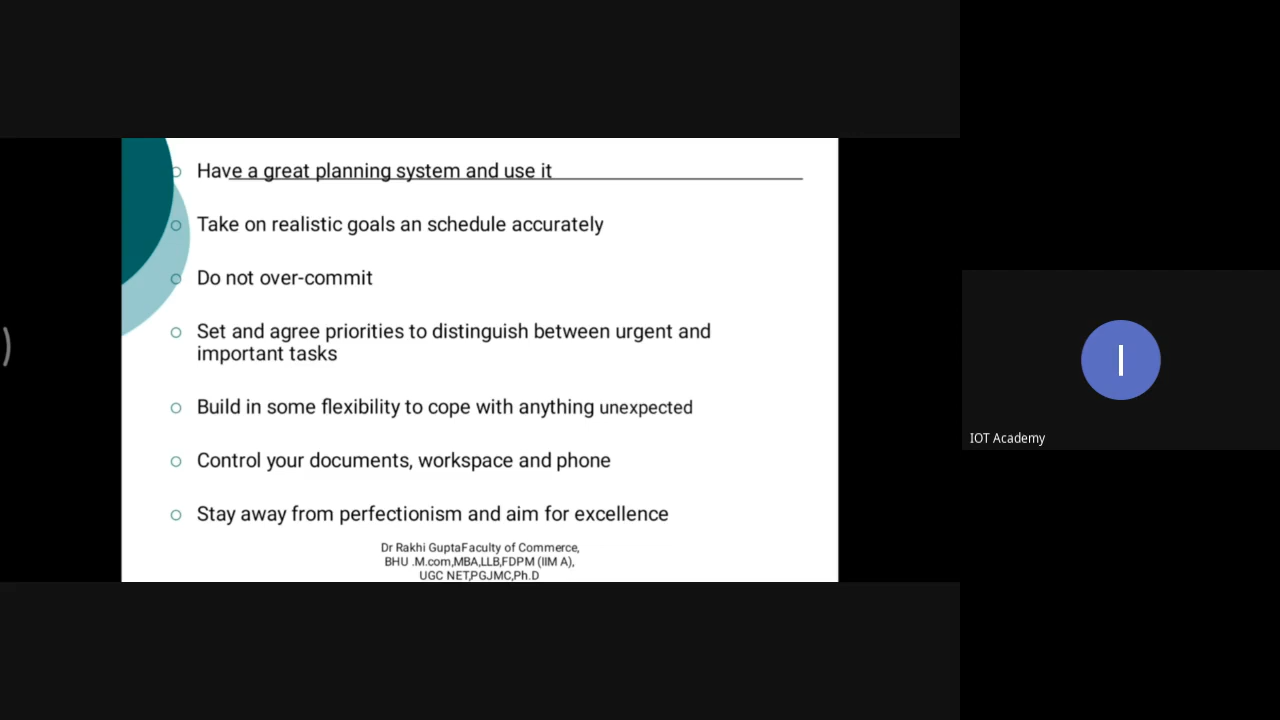 Have a great planning system and use it
Take on realistic goals an schedule accurately
Do not over-commit
Set and agree priorities to distinguish between urgent and
important tasks
Build in some flexibility to cope with anything unexpected
Control your documents, workspace and phone
Stay away from perfectionism and aim for excellence
Dr Rakhi GuptaFaculty of Commerce,
BHU .M.com,MBA,LLB,FDPM (IIM A),
UGC NET,PGJMC,Ph.D
I
IOT Academy